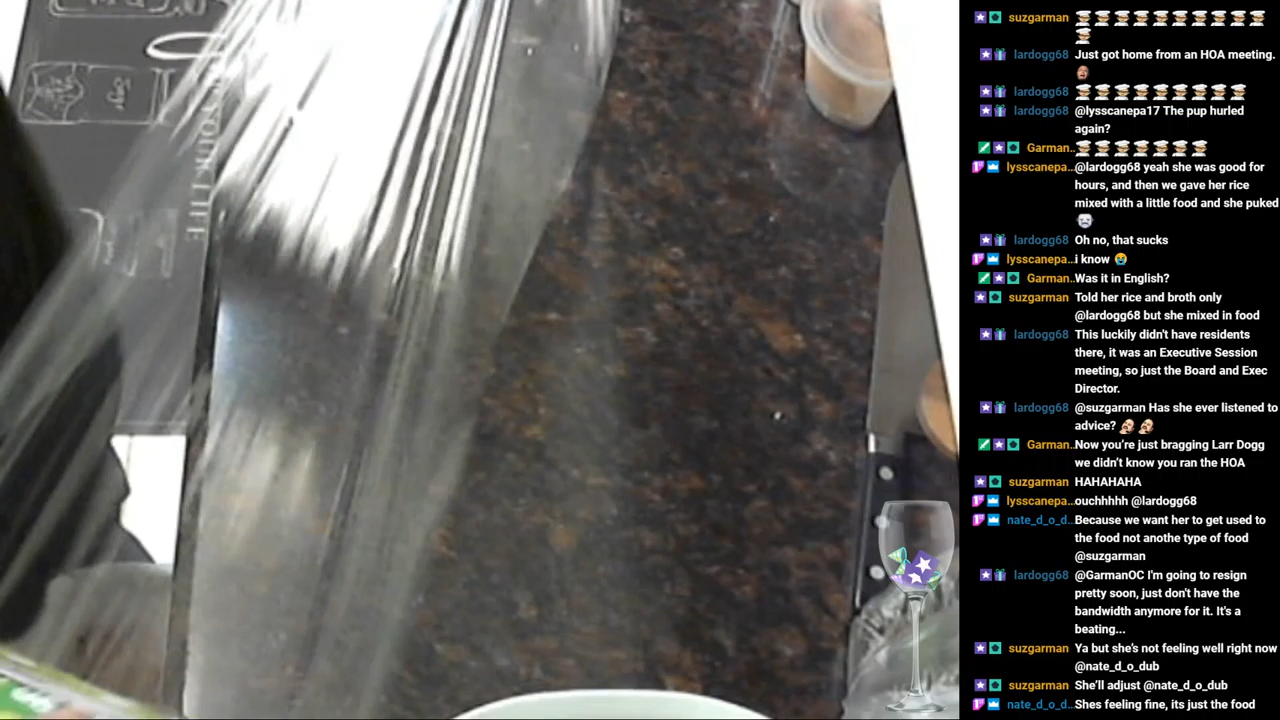 suzgarman
lardogg68 Just got home from an HOA meeting.
lardogg68
lardogg68 @lysscanepa17 The pup hurled
again?
Garman..
lysscanepa.. @lardogg68 yeah she was good for
hours, and then we gave her rice
mixed with a little food and she puked
lardogg68 Oh no, that sucks
lysscanepa.. i know
Garman.. Was it in English?
suzgarman Told her rice and broth only
@lardogg68 but she mixed in food
lardogg68 This luckily didn't have residents
there, it was an Executive Session
meeting, so just the Board and Exec
Director.
lardogg68 @suzgarman Has she ever listened to
advice?
Garman.. Now you're just bragging Larr Dogg
we didn't know you ran the HOA
suzgarman HAHAHAHA
lysscanepa.. ouchhhhh @lardogg68
nate_d_o_d.. Because we want her to get used to
the food not anothe type of food
@suzgarman
lardogg68 @GarmanOC I'm going to resign
pretty soon, just don't have the
bandwidth anymore for it. It's a
beating...
suzgarman Ya but she's not feeling well right now
@nate_d_o_dub
suzgarman She'll adjust @nate_d_o_dub
nate_d_o_d.. Shes feeling fine, its just the food